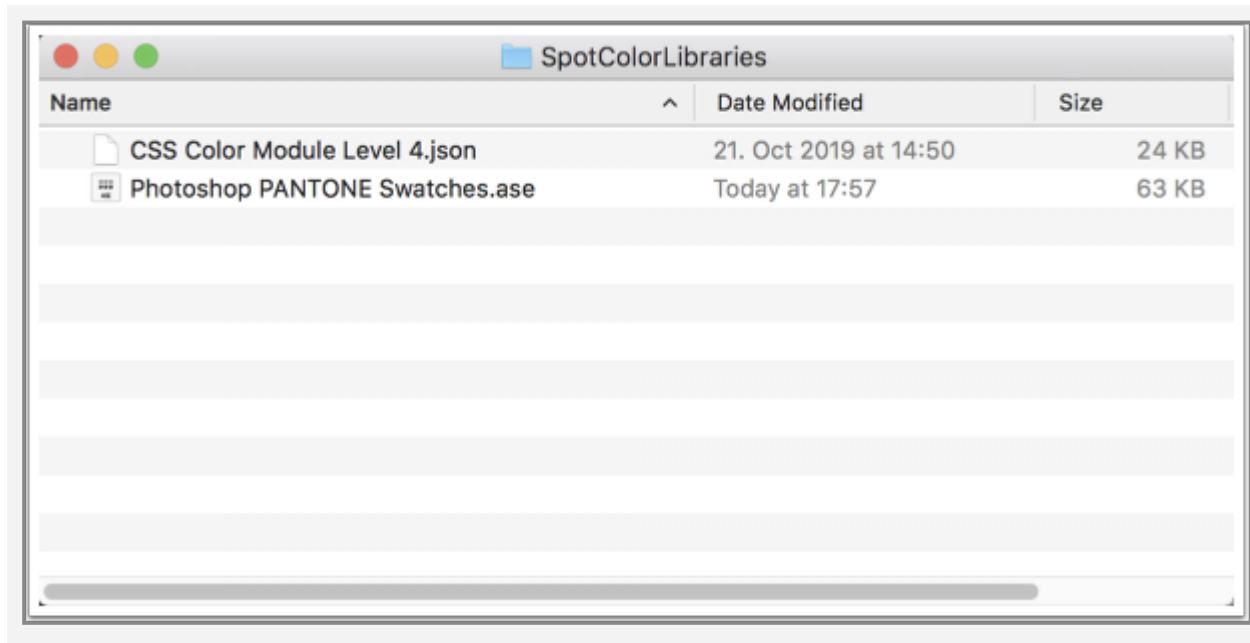 SpotColorLibraries
Name Date Modified Size
CSS Color Module Level 4.json 21. Oct 2019 at 14:50 24 KB
Photoshop PANTONE Swatches.ase Today at 17:57 63 KB